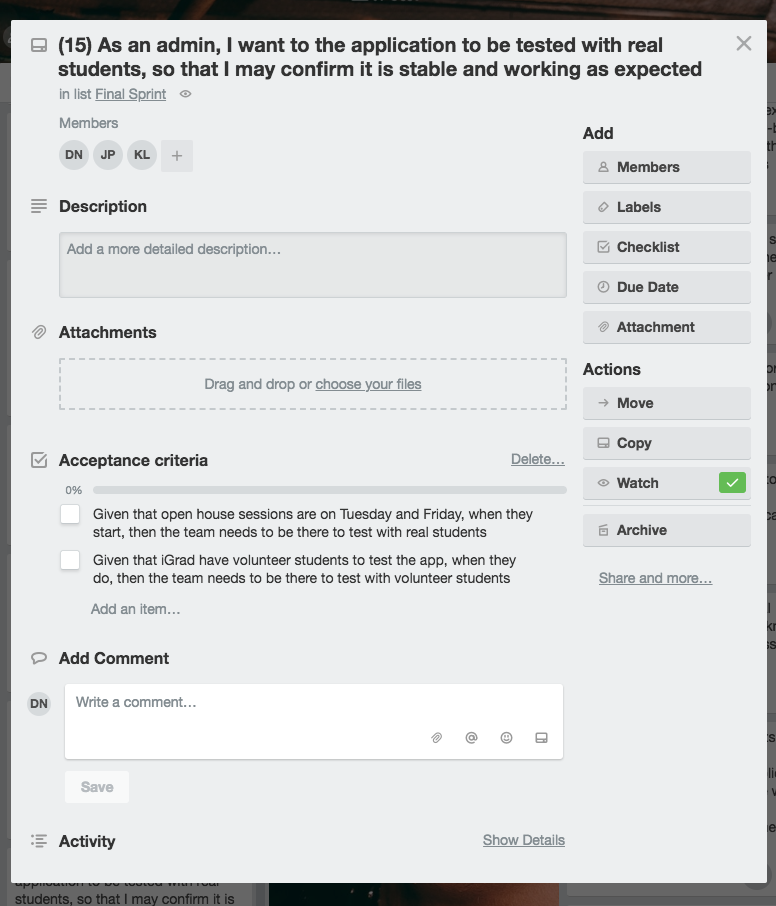 (15) As an admin, I want to the application to be tested with real
students, so that I may confirm it is stable and working as expected
in list Final Sprint
Members
DN JP KL +
Description
Add a more detailed description…
Attachments
Drag and drop or choose your files
Acceptance criteria
Delete…
0%
Given that open house sessions are on Tuesday and Friday, when they
start, then the team needs to be there to test with real students
Given that iGrad have volunteer students to test the app, when they
do, then the team needs to be there to test with volunteer students
Add an item…
Add Comment
DN
Write a comment…
@
Save
Activity
Show Details
Add
Members
Labels
Checklist
Due Date
Attachment
Actions
Move
Copy
Watch
Archive
Share and more…
application to be tested with real
students, so that I may confirm it is